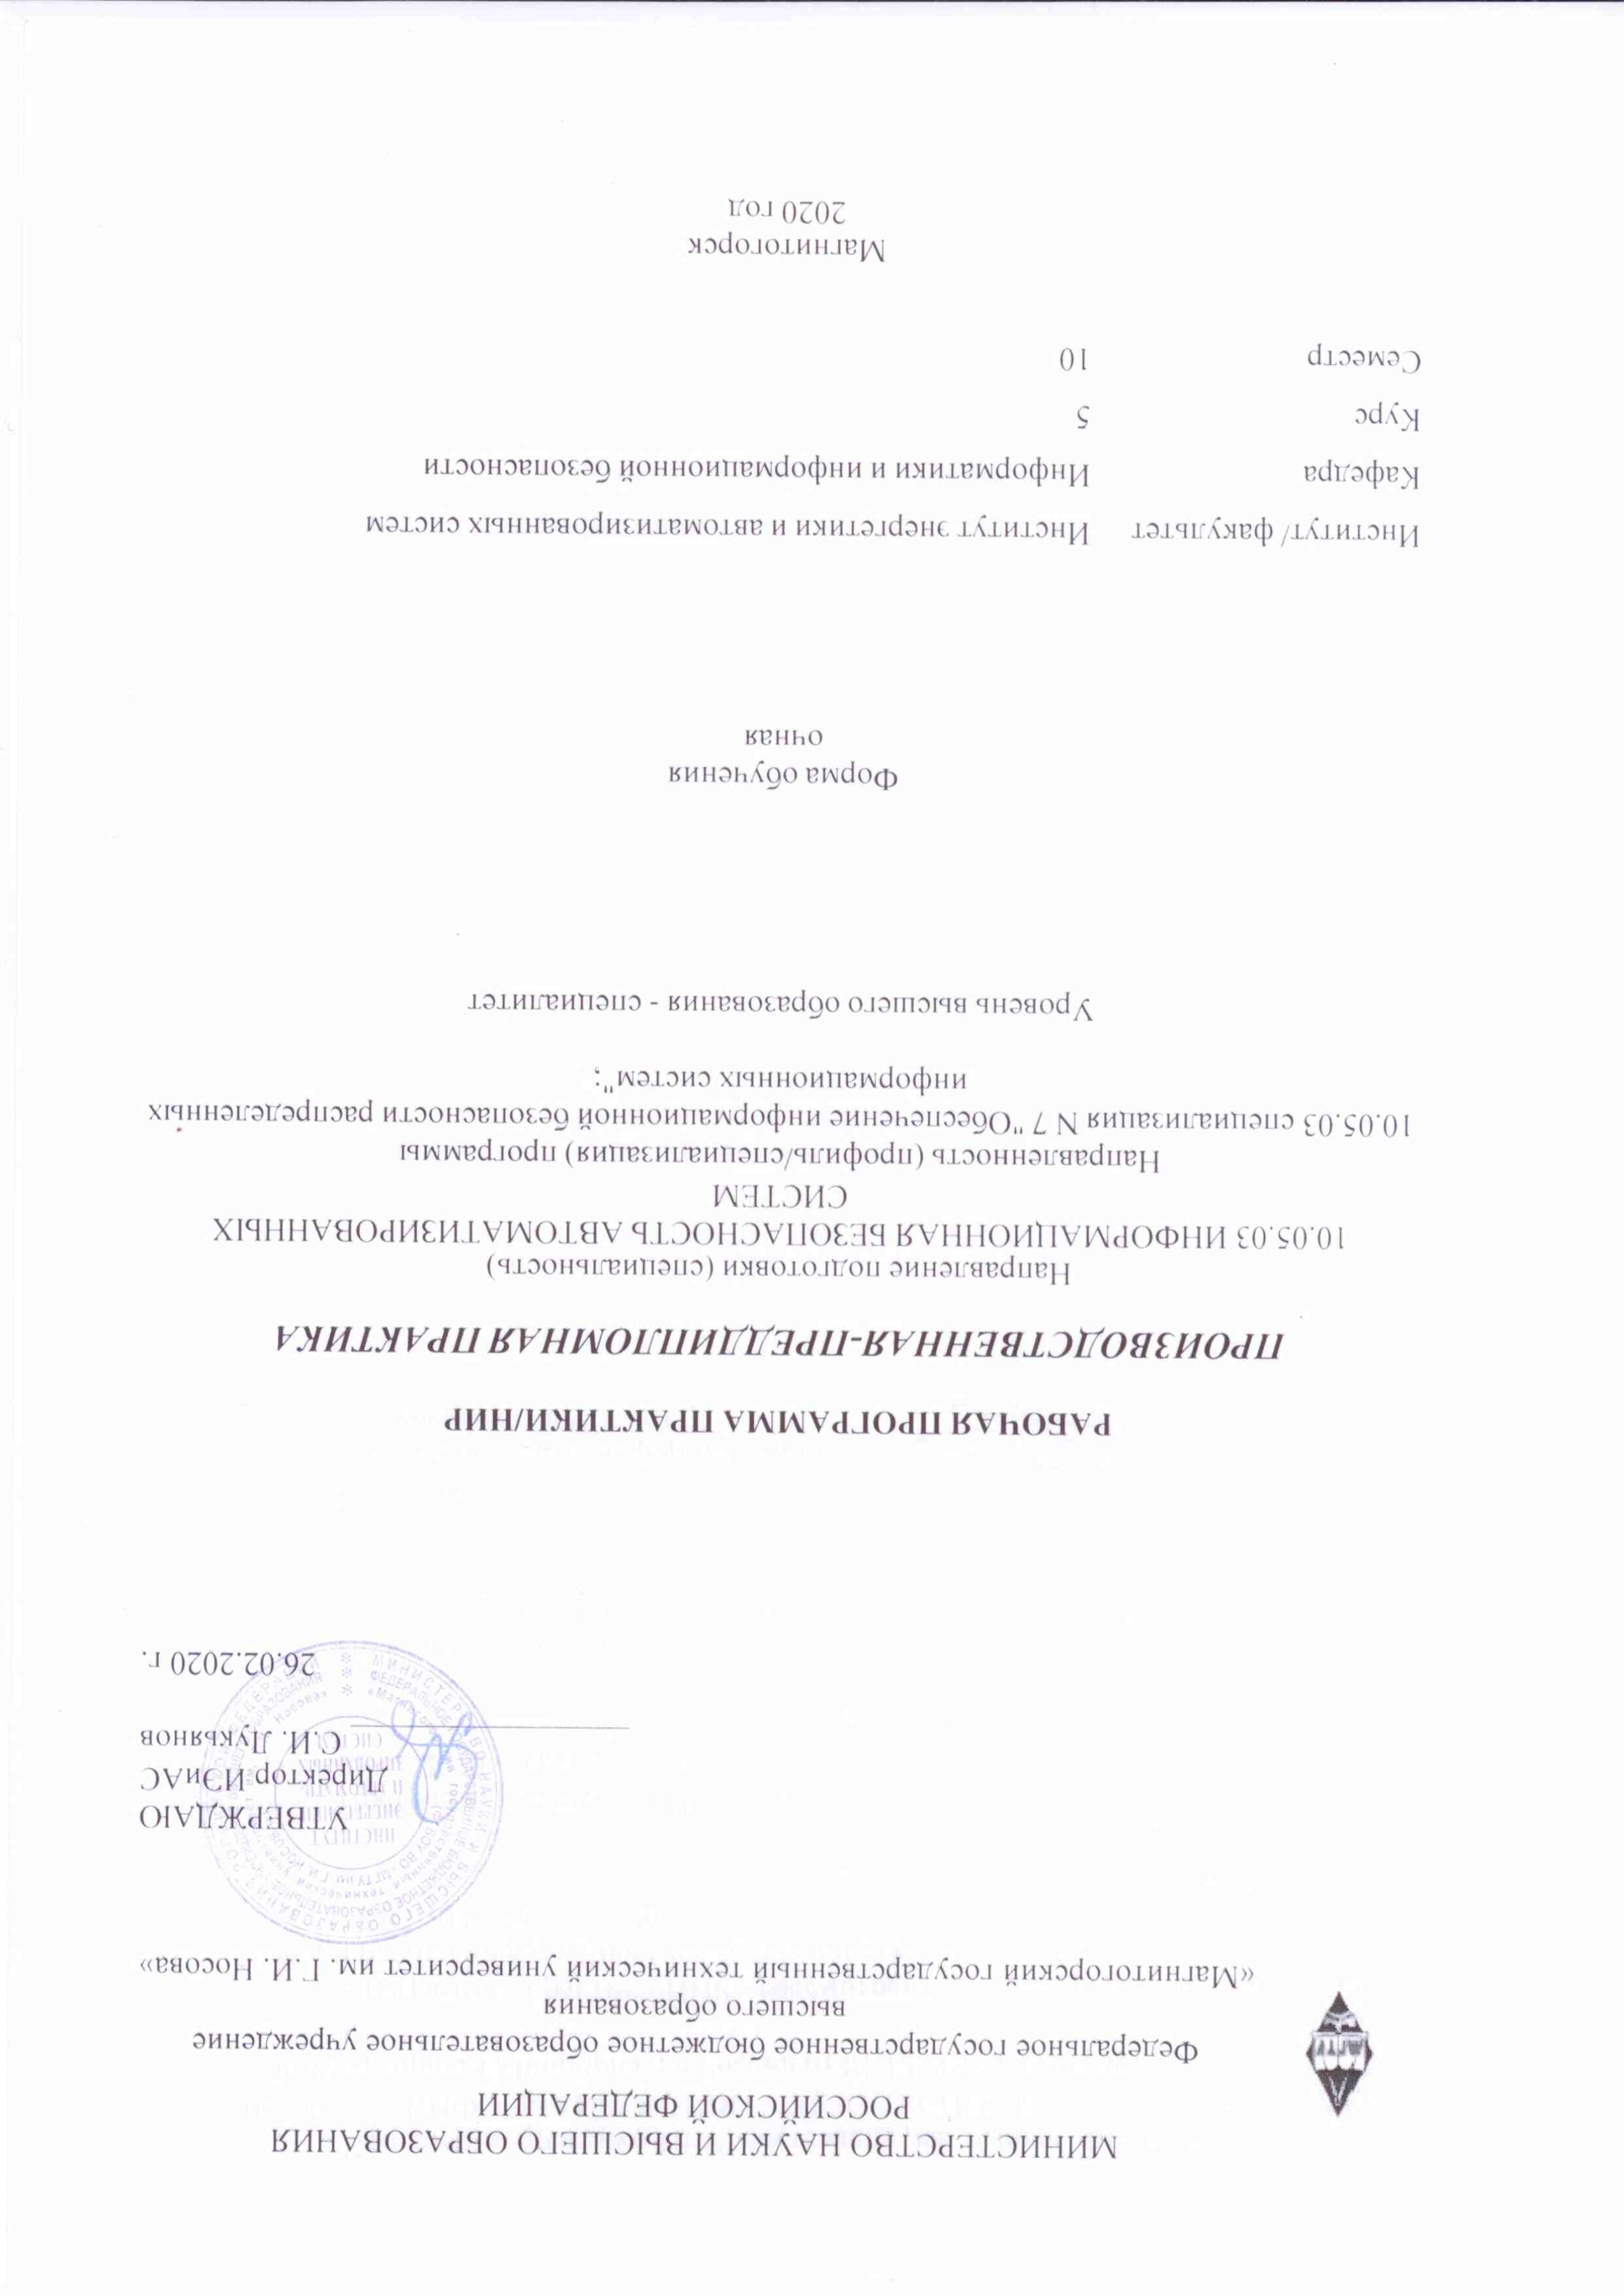 МИНИСТЕРСТВО НАУКИ И ВЫСШЕГО ОБРАЗОВАНИЯ
РОССИЙСКОЙ ФЕДЕРАЦИИ
Федеральное государственное бюджетное образовательное учреждение
высшего образования
«Магнитогорский государственный технический университет им. Г.И. Носова»
УТВЕРЖДАЮ
Директор ИЭиАС
С.И. Лукьянов
26.02.2020 г.
РАБОЧАЯ ПРОГРАММА ПРАКТИКИ/НИР
ПРОИЗВОДСТВЕННАЯ-ПРЕДДИПЛОМНАЯ ПРАКТИКА
Направление подготовки (специальность)
10.05.03 ИНФОРМАЦИОННАЯ БЕЗОПАСНОСТЬ АВТОМАТИЗИРОВАННЫХ
СИСТЕМ
Направленность (профиль/специализация) программы
10.05.03 специализация N 7 "Обеспечение информационной безопасности распределенных
информационных систем";
Уровень высшего образования - специалитет
Форма обучения
очная
Институт/ факультет Институт энергетики и автоматизированных систем
Кафедра Информатики и информационной безопасности
Курс 5
Семестр 10
Магнитогорск
2020 год